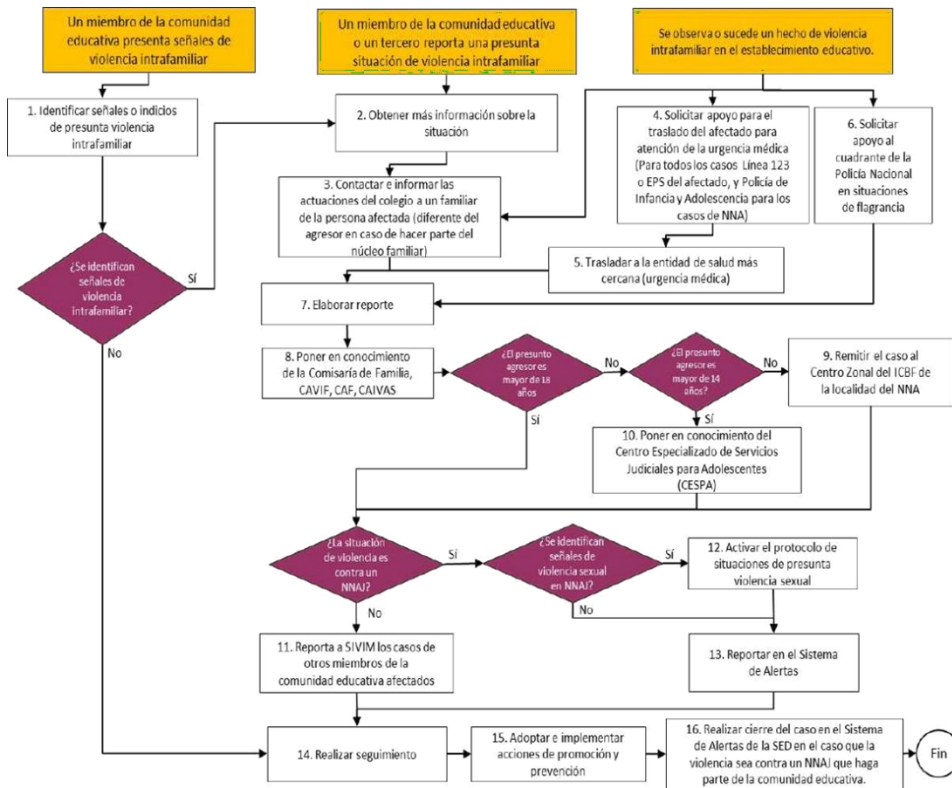 Un miembro de la comunidad
educativa presenta señales de
violencia intrafamiliar
Un miembro de la comunidad educativa
o un tercero reporta una presunta
situación de violencia intrafamiliar
Se observa o sucede un hecho de violencia
intrafamiliar en el establecimiento educativo.
1. Identificar señales o indicios
de presunta violencia
intrafamiliar
2. Obtener más información sobre la
situación
4. Solicitar apoyo para el
traslado del afectado para
atención de la urgencia médica
(Para todos los casos Línea 123
o EPS del afectado, y Policía de
Infancia y Adolescencia para los
casos de NNA)
6. Solicitar
apoyo al
cuadrante de la
Policía Nacional
en situaciones
de flagrancia
3. Contactar e informar las
actuaciones del colegio a un familiar
de la persona afectada (diferente del
agresor en caso de hacer parte del
núcleo familiar)
¿Se identifican
señales de
violencia
intrafamiliar?
Sí
No
5. Trasladar a la entidad de salud más
cercana (urgencia médica)
7. Elaborar reporte
8. Poner en conocimiento
de la Comisaría de Familia,
CAVIF, CAF, CAIVAS
¿El presunto
agresor es
mayor de 18
años
No
Sí
¿El presunto
agresor es
mayor de 14
años?
No
Sí
9. Remitir el caso al
Centro Zonal del ICBF de
la localidad del NNA
10. Poner en conocimiento del
Centro Especializado de Servicios
Judiciales para Adolescentes
(CESPA)
¿La situación
de violencia es
contra un
NNAJ?
Sí
No
¿Se identifican
señales de
violencia sexual
en NNAJ?
Sí
No
12. Activar el protocolo de
situaciones de presunta
violencia sexual
11. Reporta a SIVIM los casos de
otros miembros de la
comunidad educativa afectados
13. Reportar en el Sistema
de Alertas
14. Realizar seguimiento
15. Adoptar e implementar
acciones de promoción y
prevención
16. Realizar cierre del caso en el Sistema
de Alertas de la SED en el caso que la
violencia sea contra un NNAJ que haga
parte de la comunidad educativa.
Fin